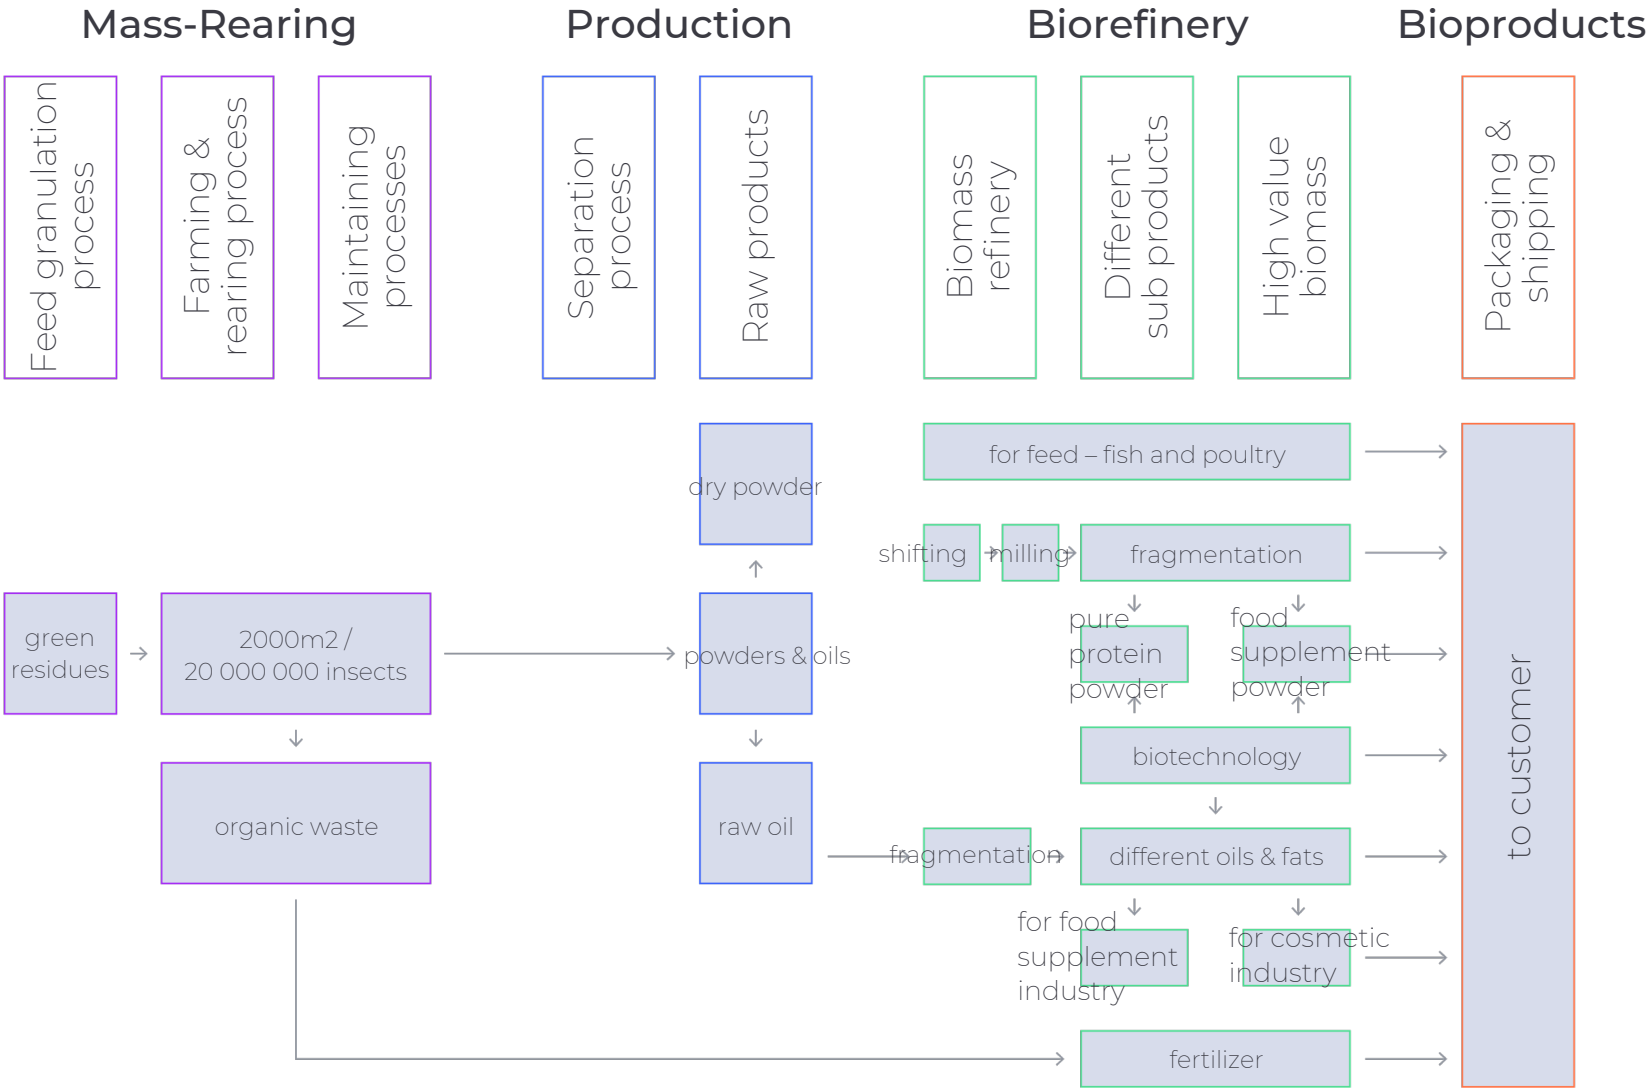 Mass-Rearing
Production
Biorefinery
Bioproducts
Feed granulation
process
Farming &
rearing process
Maintaining
processes
Separation
process
Raw products
Biomass
refinery
Different
sub products
High value
biomass
Packaging &
shipping
dry powder
for feed – fish and poultry
shifting
milling
fragmentation
green
residues
2000m2 /
20 000 000 insects
powders & oils
pure
protein
powder
food
supplement
powder
biotechnology
organic waste
raw oil
fragmentation
different oils & fats
for food
supplement
industry
for cosmetic
industry
fertilizer
to customer